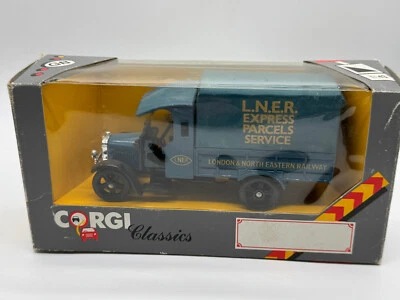 L.N.E.R.
EXPRESS
PARCELS
SERVICE
LONDON & NORTH EASTERN RAILWAY
CORGI
Classics